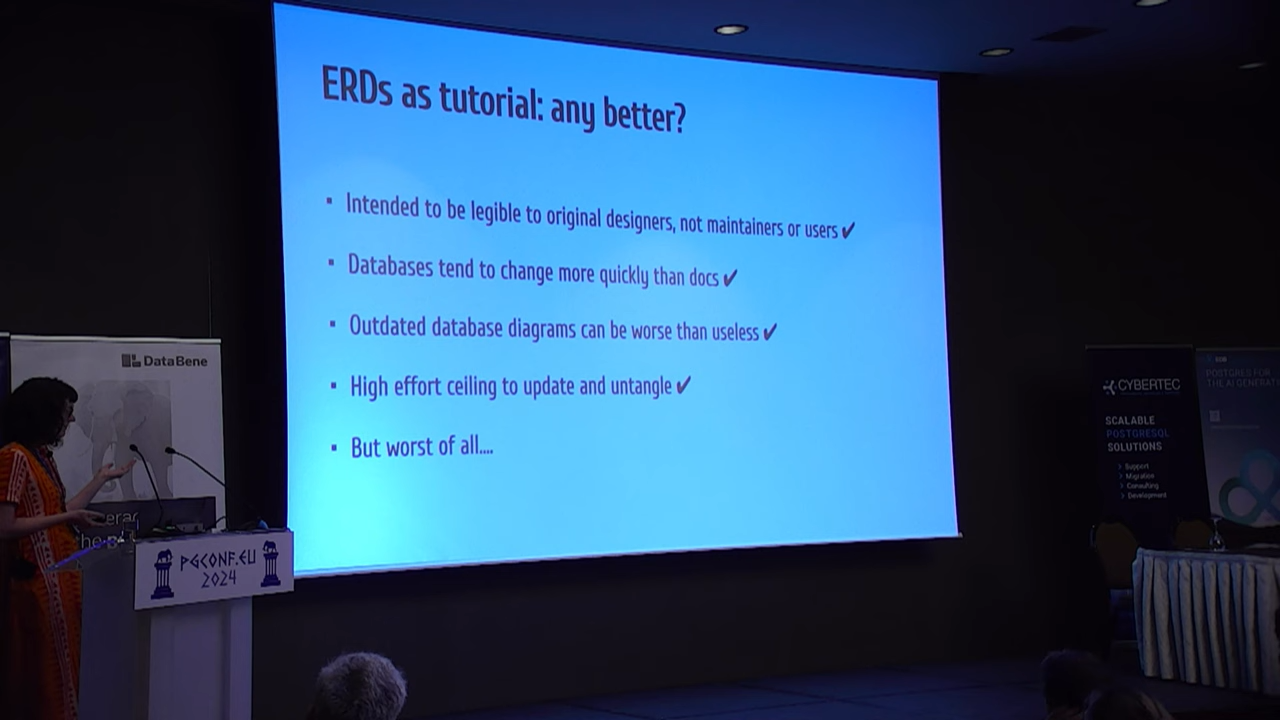 ERDs as tutorial: any better?
▪ Intended to be legible to original designers, not maintainers or users ✔
▪ Databases tend to change more quickly than docs ✔
▪ Outdated database diagrams can be worse than useless ✔
▪ High effort ceiling to update and untangle ✔
▪ But worst of all....
DataBene
PGCONF.EU
2024
CYBERTEC
SCALABLE
POSTGRESQL
SOLUTIONS
> Support
> Migration
> Consulting
> Development
POSTGRES FOR